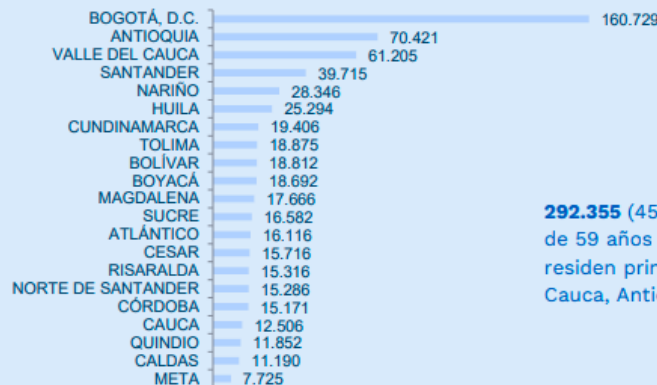 BOGOTÁ, D.C. 160.729
ANTIOQUIA 70.421
VALLE DEL CAUCA 61.205
SANTANDER 39.715
NARIÑO 28.346
HUILA 25.294
CUNDINAMARCA 19.406
TOLIMA 18.875
BOLÍVAR 18.812
BOYACÁ 18.692
MAGDALENA 17.666
SUCRE 16.582
ATLÁNTICO 16.116
CESAR 15.716
RISARALDA 15.316
NORTE DE SANTANDER 15.286
CÓRDOBA 15.171
CAUCA 12.506
QUINDIO 11.852
CALDAS 11.190
META 7.725
292.355 (45
de 59 años
residen
Cauca,